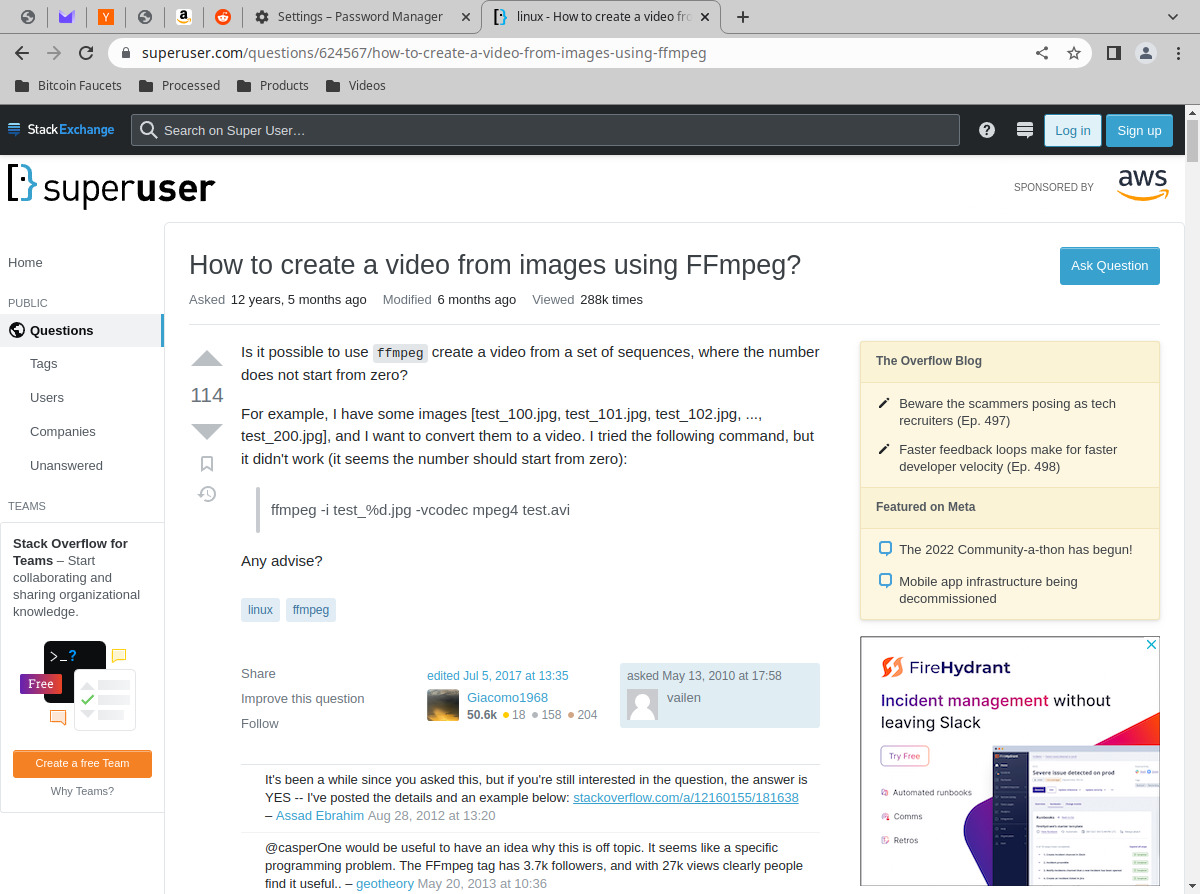 Settings – Password Manager
linux - How to create a video fro
superuser.com/questions/624567/how-to-create-a-video-from-images-using-ffmpeg
Bitcoin Faucets
Processed
Products
Videos
StackExchange
Search on Super User…
Log in
Sign up
superuser
SPONSORED BY
aws
Home
PUBLIC
Questions
Tags
Users
Companies
Unanswered
TEAMS
Stack Overflow for
Teams – Start
collaborating and
sharing organizational
knowledge.
>_?
Free
Create a free Team
Why Teams?
How to create a video from images using FFmpeg?
Ask Question
Asked 12 years, 5 months ago Modified 6 months ago Viewed 288k times
114
Is it possible to use ffmpeg create a video from a set of sequences, where the number
does not start from zero?
For example, I have some images [test_100.jpg, test_101.jpg, test_102.jpg, ...,
test_200.jpg], and I want to convert them to a video. I tried the following command, but
it didn't work (it seems the number should start from zero):
ffmpeg -i test_%d.jpg -vcodec mpeg4 test.avi
Any advise?
linux ffmpeg
Share
Improve this question
Follow
edited Jul 5, 2017 at 13:35
Giacomo1968
50.6k 18 158 204
asked May 13, 2010 at 17:58
vailen
It's been a while since you asked this, but if you're still interested in the question, the answer is
YES -- I've posted the details and an example below: stackoverflow.com/a/12160155/181638
– Assad Ebrahim Aug 28, 2012 at 13:20
@casperOne would be useful to have an idea why this is off topic. It seems like a specific
programming problem. The FFmpeg tag has 3.7k followers, and with 27k views clearly people
find it useful.. – geotheory May 20, 2013 at 10:36
The Overflow Blog
Beware the scammers posing as tech
recruiters (Ep. 497)
Faster feedback loops make for faster
developer velocity (Ep. 498)
Featured on Meta
The 2022 Community-a-thon has begun!
Mobile app infrastructure being
decommissioned
FireHydrant
Incident management without
leaving Slack
Try Free
Automated runbooks
Comms
Retros
Severe issue detected on prod
Runbooks